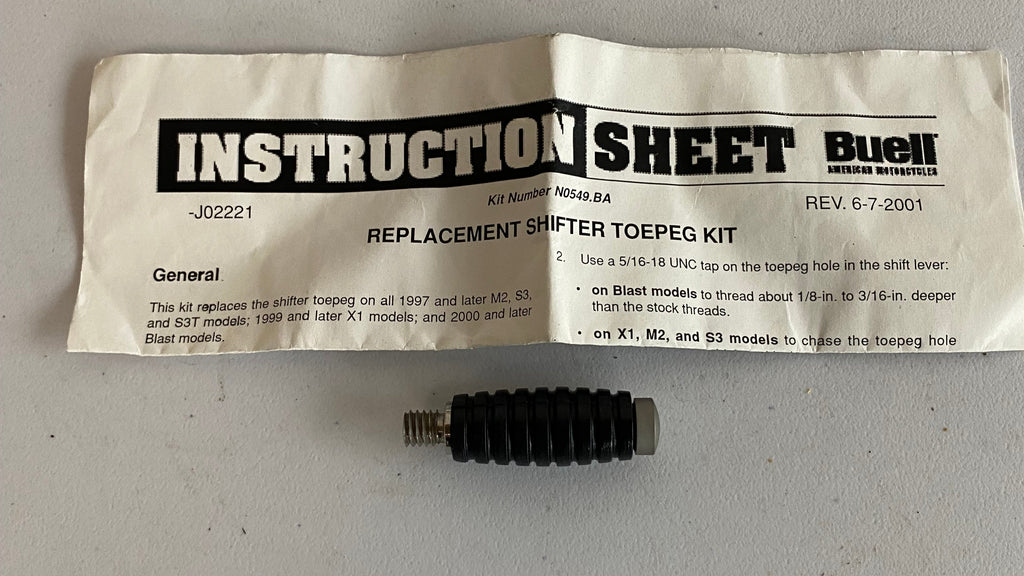 INSTRUCTION SHEET Buell
AMERICAN MOTORCYCLES
-J02221
Kit Number N0549.BA
REV. 6-7-2001
REPLACEMENT SHIFTER TOEPEG KIT
General
This kit replaces the shifter toepeg on all 1997 and later M2, S3,
and S3T models; 1999 and later X1 models; and 2000 and later
Blast models.
2. Use a 5/16-18 UNC tap on the toepeg hole in the shift lever:
• on Blast models to thread about 1/8-in. to 3/16-in. deeper
than the stock threads.
• on X1, M2, and S3 models to chase the toepeg hole